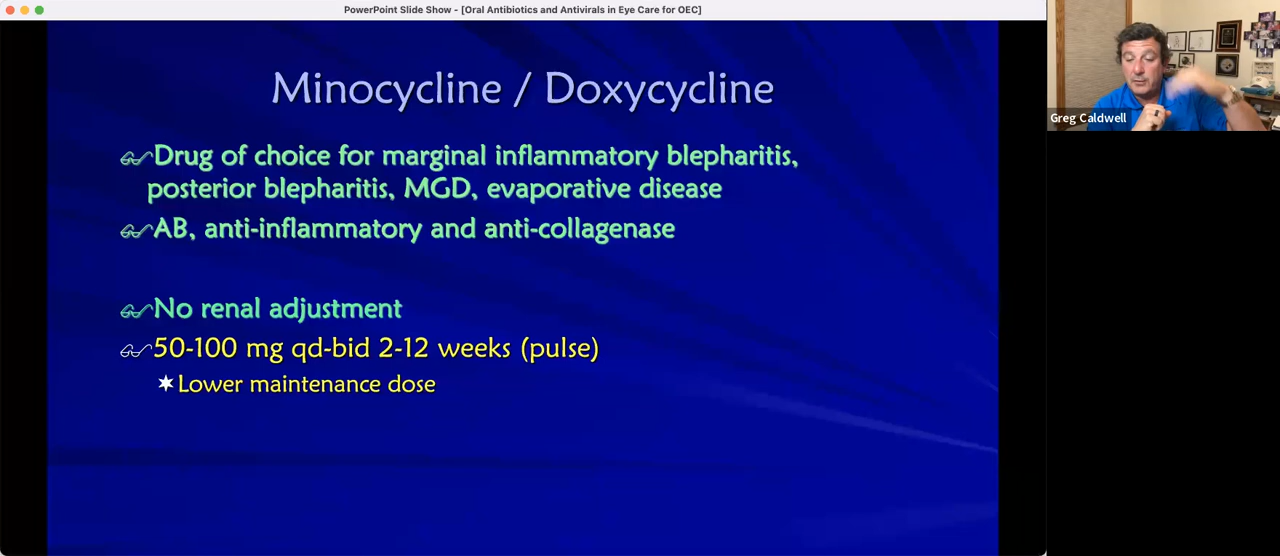 PowerPoint Slide Show - [Oral Antibiotics and Antivirals in Eye Care for OEC]
Minocycline / Doxycycline
Drug of choice for marginal inflammatory blepharitis,
posterior blepharitis, MGD, evaporative disease
AB, anti-inflammatory and anti-collagenase
No renal adjustment
50-100 mg qd-bid 2-12 weeks (pulse)
Lower maintenance dose
Greg Caldwell